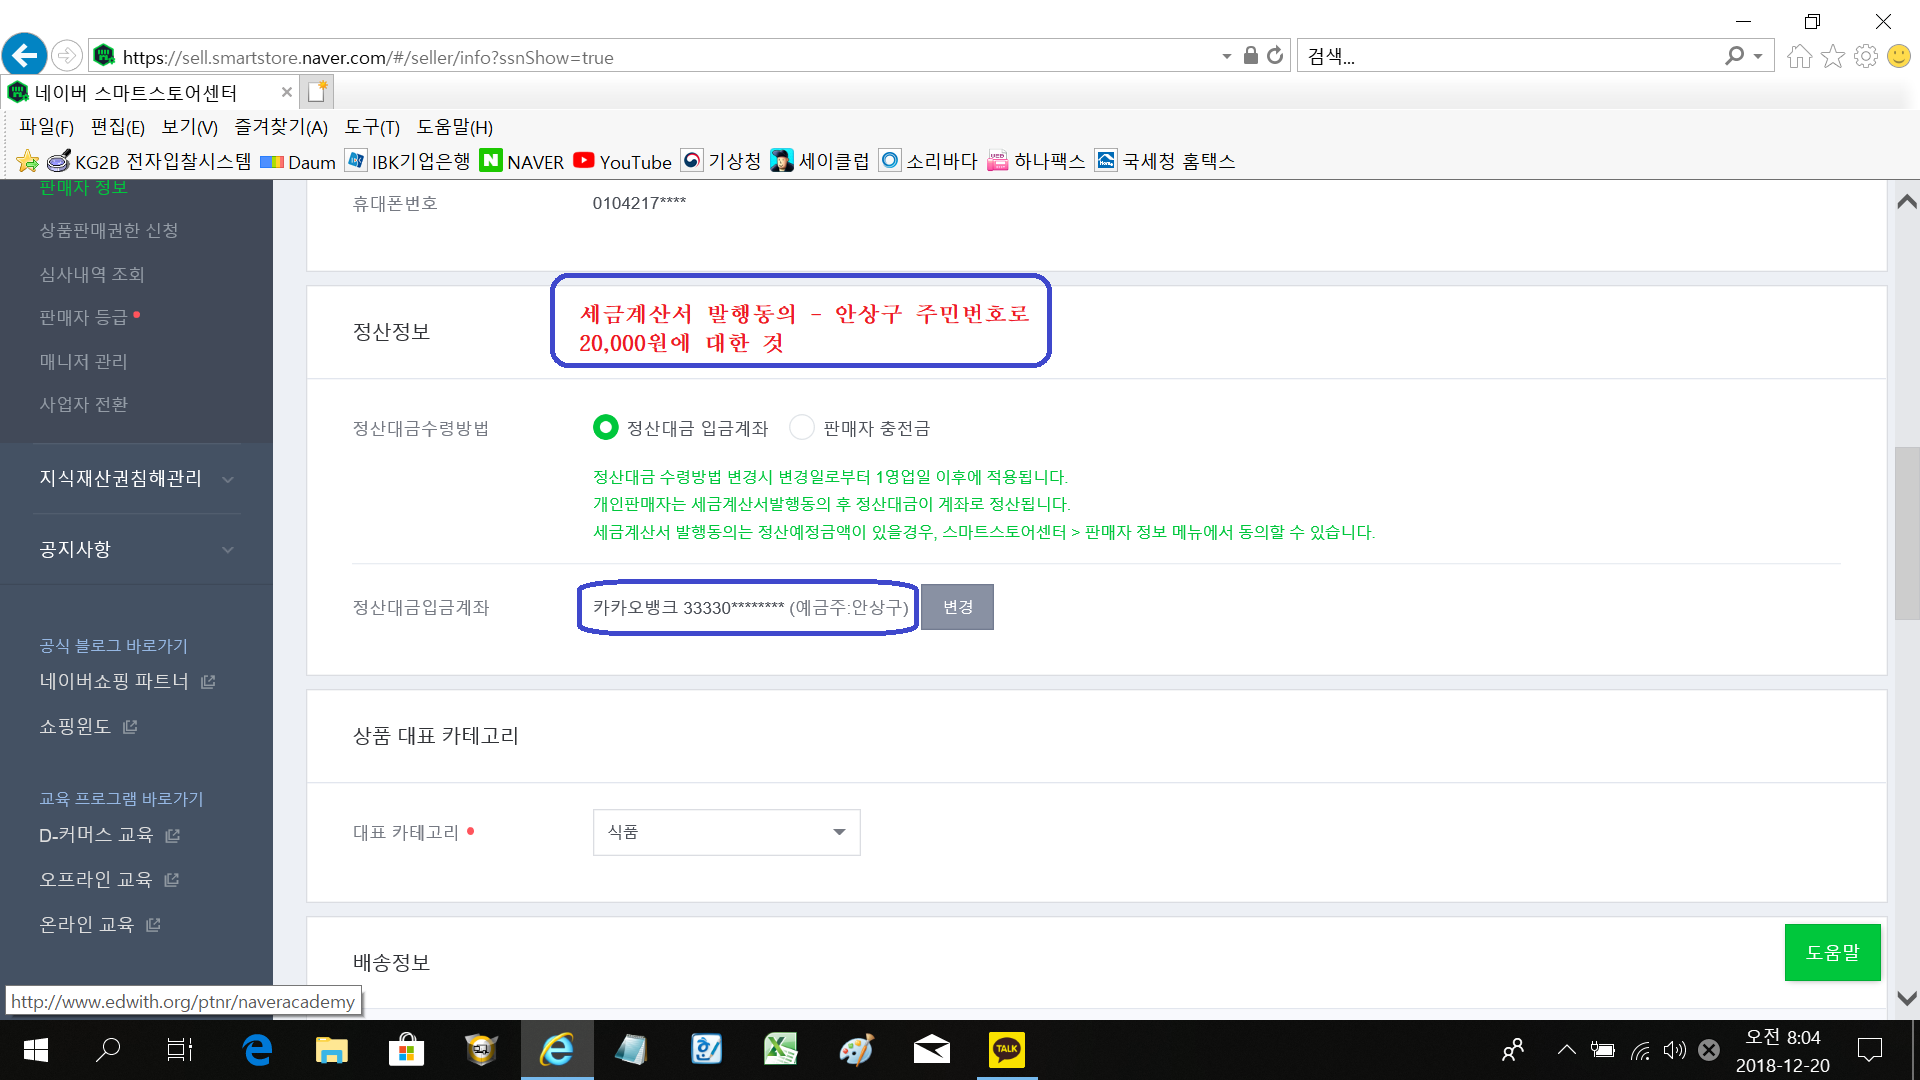 https://sell.smartstore.naver.com/#/seller/info?ssnShow=true
검색...
네이버 스마트스토어센터
파일(F) 편집(E) 보기(V) 즐겨찾기(A) 도구(T) 도움말(H)
KG2B 전자입찰시스템 Daum IBK기업은행 NAVER YouTube 기상청 세이클럽 소리바다 하나팩스 국세청 홈택스
판매자 정보
상품판매권한 신청
심사내역 조회
판매자 등급
매니저 관리
사업자 전환
지식재산권침해관리
공지사항
공식 블로그 바로가기
네이버쇼핑 파트너
쇼핑윈도
교육 프로그램 바로가기
D-커머스 교육
오프라인 교육
온라인 교육
http://www.edwith.org/ptnr/naveracademy
휴대폰번호 0104217****
정산정보
세금계산서 발행동의 - 안상구 주민번호로
20,000원에 대한 것
정산대금수령방법 정산대금 입금계좌 판매자 충전금
정산대금 수령방법 변경시 변경일로부터 1영업일 이후에 적용됩니다.
개인판매자는 세금계산서발행동의 후 정산대금이 계좌로 정산됩니다.
세금계산서 발행동의는 정산예정금액이 있을경우, 스마트스토어센터 > 판매자 정보 메뉴에서 동의할 수 있습니다.
정산대금입금계좌 카카오뱅크 33330******** (예금주:안상구) 변경
상품 대표 카테고리
대표 카테고리 식품
배송정보
도움말
TALK
오전 8:04
2018-12-20